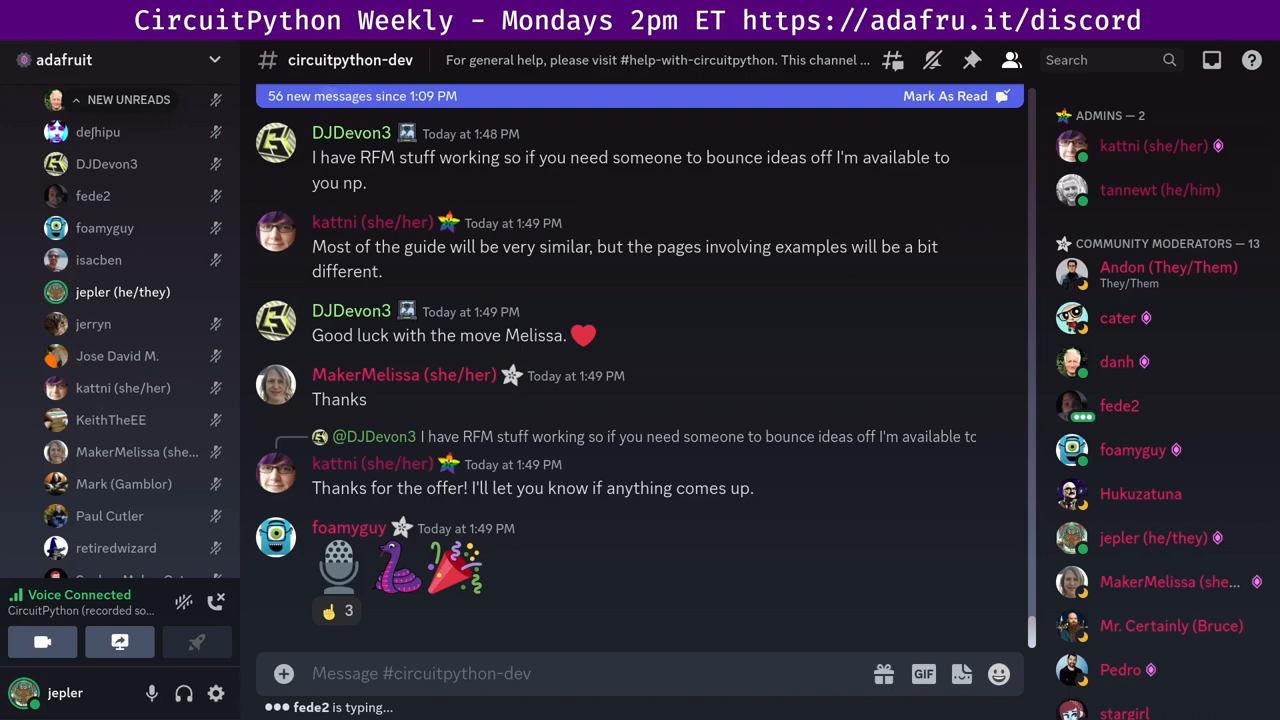 CircuitPython Weekly - Mondays 2pm ET https://adafru.it/discord
adafruit
NEW UNREADS
deʃhipu
DJDevon3
fede2
foamyguy
isacben
jepler (he/they)
jerryn
Jose David M.
kattni (she/her)
KeithTheEE
MakerMelissa (she...
Mark (Gamblor)
Paul Cutler
retiredwizard
Voice Connected
CircuitPython (recorded so...
jepler
# circuitpython-dev
For general help, please visit #help-with-circuitpython. This channel ...
Search
56 new messages since 1:09 PM
Mark As Read
DJDevon3 Today at 1:48 PM
I have RFM stuff working so if you need someone to bounce ideas off I'm available to
you np.
kattni (she/her) Today at 1:49 PM
Most of the guide will be very similar, but the pages involving examples will be a bit
different.
DJDevon3 Today at 1:49 PM
Good luck with the move Melissa.
MakerMelissa (she/her) Today at 1:49 PM
Thanks
@DJDevon3 I have RFM stuff working so if you need someone to bounce ideas off I'm available to
kattni (she/her) Today at 1:49 PM
Thanks for the offer! I'll let you know if anything comes up.
foamyguy Today at 1:49 PM
3
Message #circuitpython-dev
GIF
fede2 is typing...
ADMINS — 2
kattni (she/her)
tannewt (he/him)
COMMUNITY MODERATORS — 13
Andon (They/Them)
They/Them
cater
danh
fede2
foamyguy
Hukuzatuna
jepler (he/they)
MakerMelissa (she...
Mr. Certainly (Bruce)
Pedro
stargirl